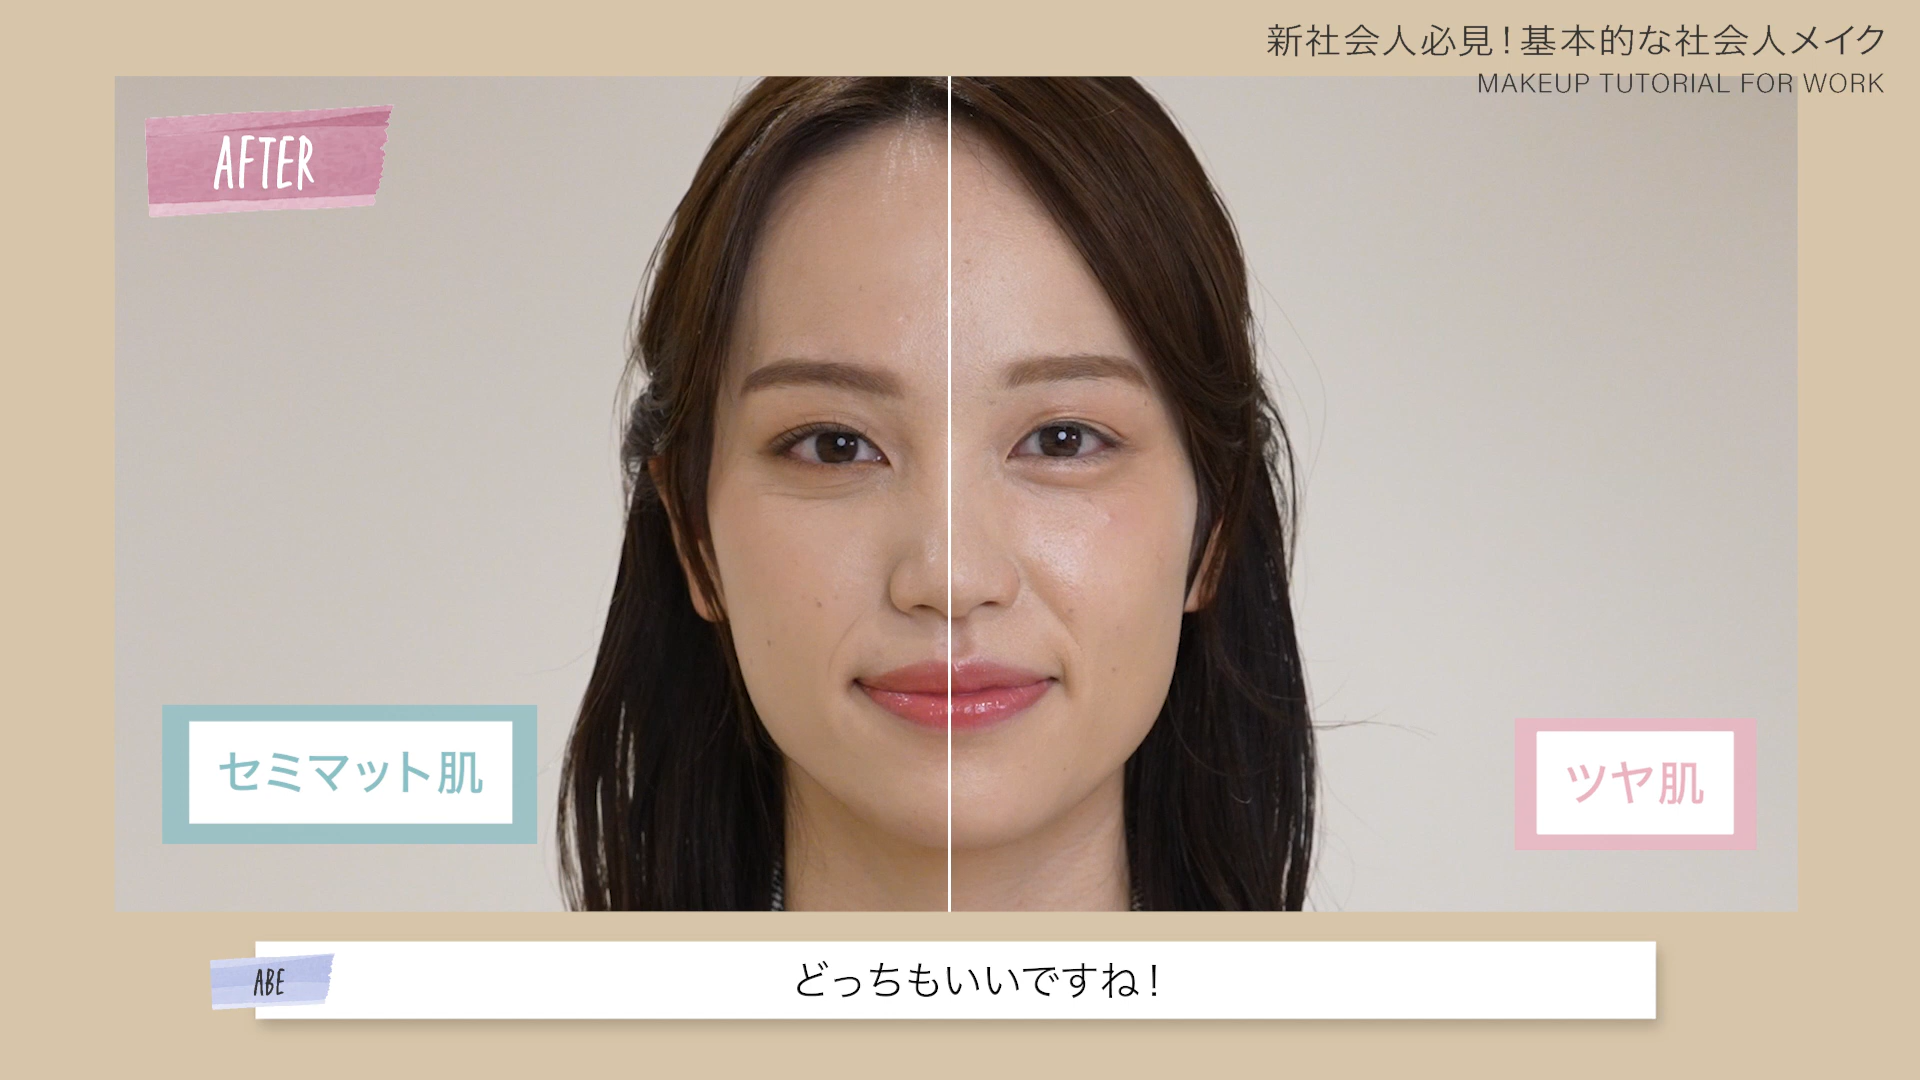 新社会人必見！基本的な社会人メイク
MAKEUP TUTORIAL FOR WORK
AFTER
セミマット肌
ツヤ肌
ABE
どっちもいいですね！